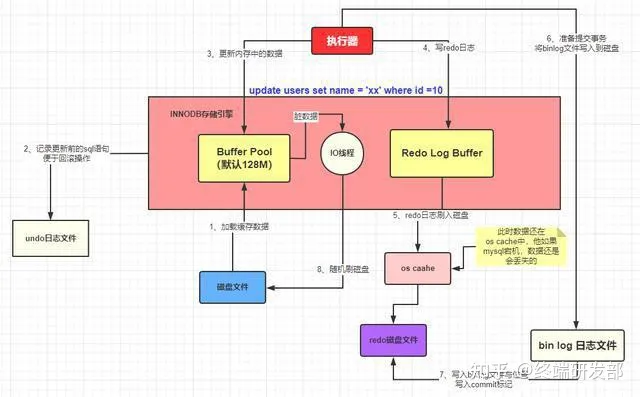 执行器
6、准备提交事务
将binlog文件写入到磁盘
3、更新内存中的数据
4、写redo日志
update users set name = 'xx' where id =10
INNODB存储引擎
脏数据
2、记录更新前的sql语句
便于回滚操作
Buffer Pool
(默认128M)
IO线程
Redo Log Buffer
1、加载缓存数据
5、redo日志刷入磁盘
undo日志文件
此时数据还在
os cache中，他如果
mysql宕机，数据还是
会丢失的
8、随机刷磁盘
os caahe
磁盘文件
redo磁盘文件
bin log 日志文件
7、写入
写入commit标记
知乎 @终端研发部